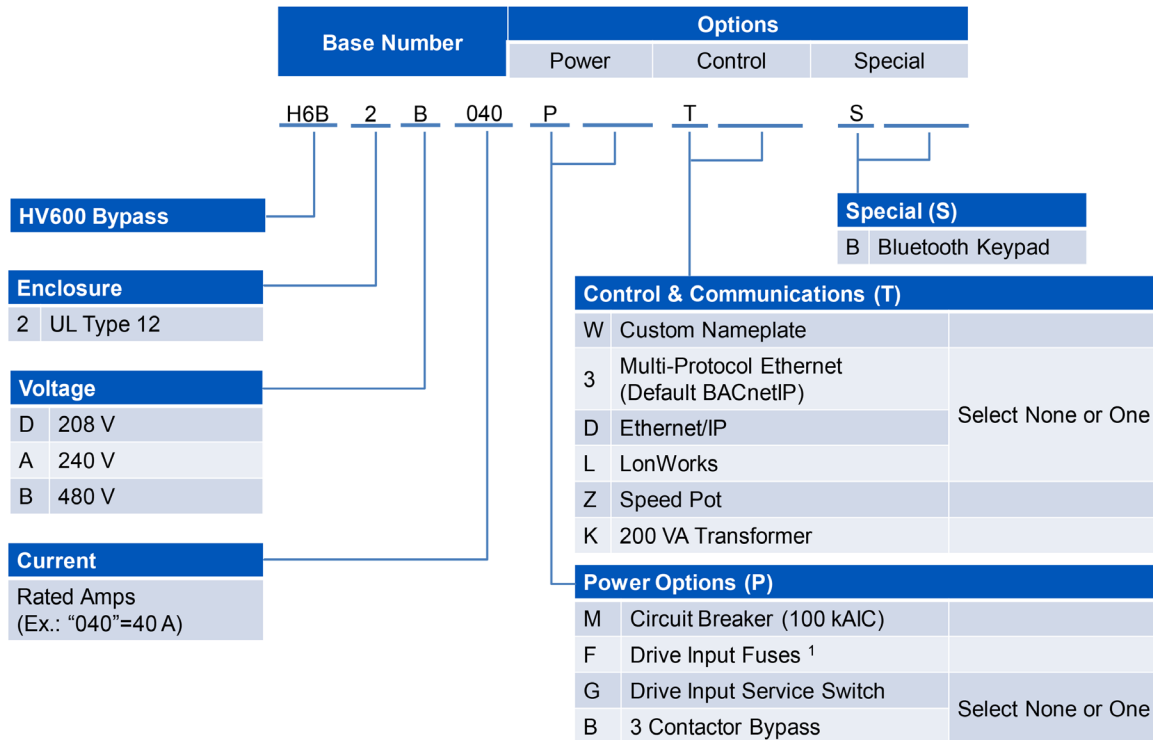 Base Number
Options
Power Control Special
H6B 2 B 040 P T S
HV600 Bypass
Enclosure
2 UL Type 12
Voltage
D 208 V
A 240 V
B 480 V
Current
Rated Amps
(Ex.: “040”=40 A)
Special (S)
B Bluetooth Keypad
Control & Communications (T)
W Custom Nameplate
3 Multi-Protocol Ethernet
(Default BACnetIP)
D Ethernet/IP
L LonWorks
Select None or One
Z Speed Pot
K 200 VA Transformer
Power Options (P)
M Circuit Breaker (100 kAIC)
F Drive Input Fuses 1
G Drive Input Service Switch
B 3 Contactor Bypass
Select None or One